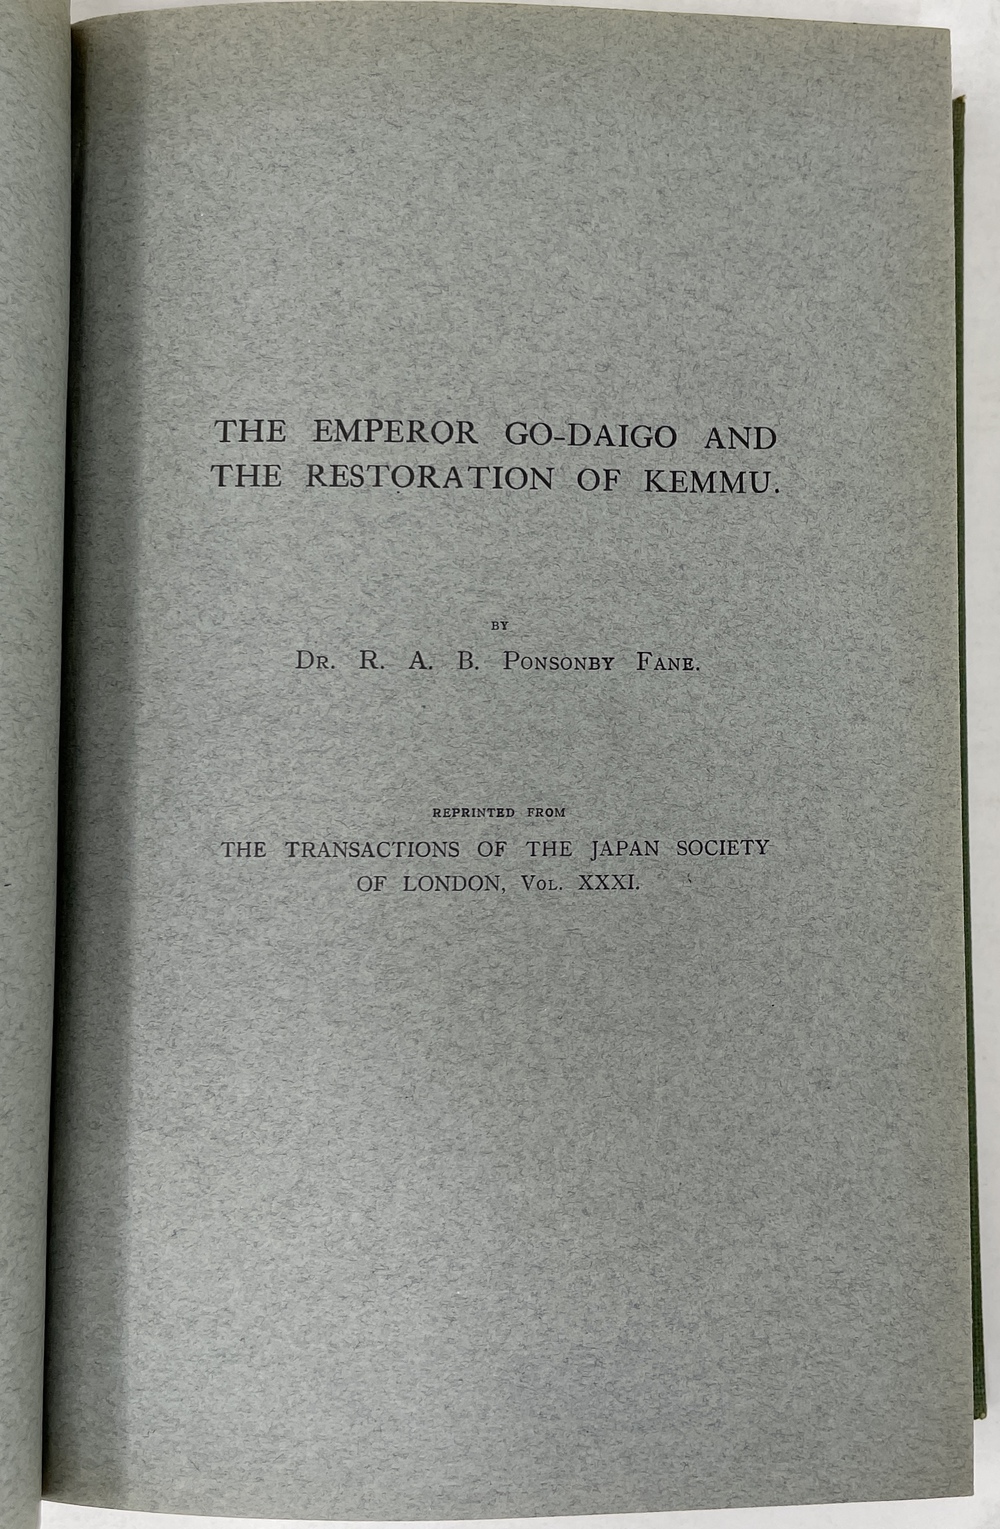 THE EMPEROR GO-DAIGO AND
THE RESTORATION OF KEMMU.
BY
DR. R. A. B. PONSONBY FANE.
REPRINTED FROM
THE TRANSACTIONS OF THE JAPAN SOCIETY
OF LONDON, VOL. XXXI.